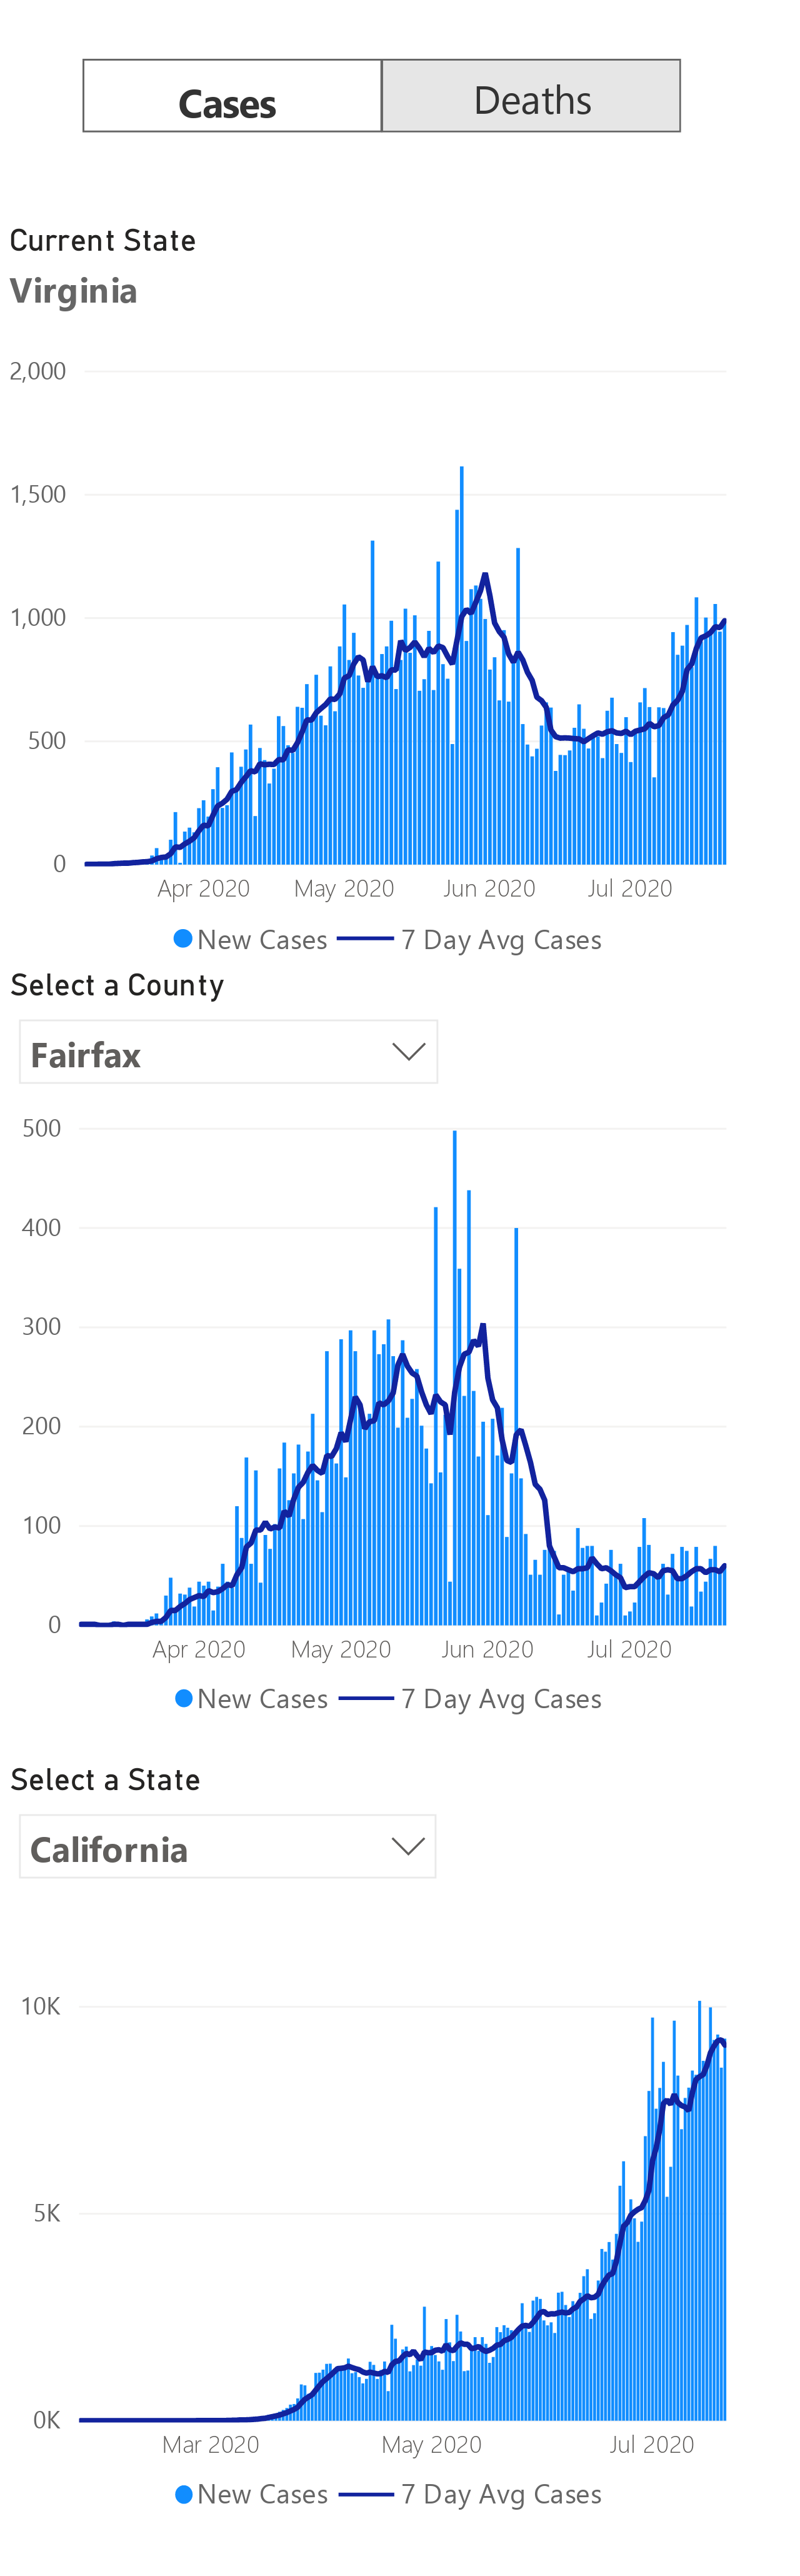 Cases Deaths
Current State
Virginia
2,000
1,500
1,000
500
0
Apr 2020 May 2020 Jun 2020 Jul 2020
New Cases 7 Day Avg Cases
Select a County
Fairfax
500
400
300
200
100
0
Apr 2020 May 2020 Jun 2020 Jul 2020
New Cases 7 Day Avg Cases
Select a State
California
10K
5K
0K
Mar 2020 May 2020 Jul 2020
New Cases 7 Day Avg Cases